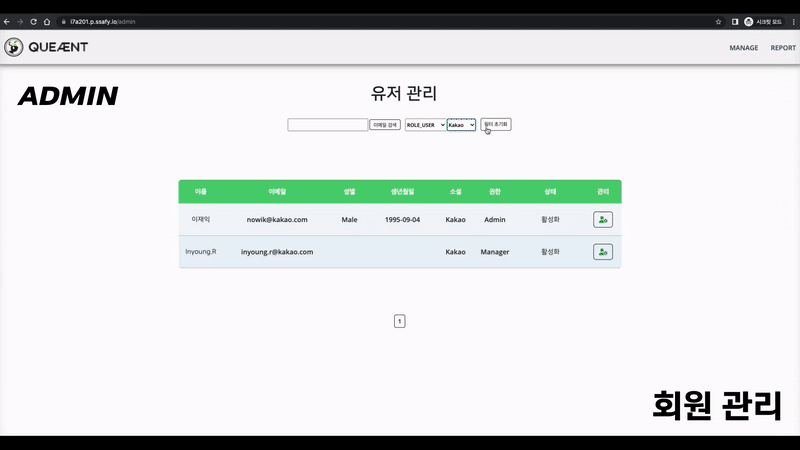 i7a201.p.ssafy.io/admin
시크릿 모드
QUEÆNT
MANAGE REPORT
ADMIN
유저 관리
이메일 검색 ROLE_USER Kakao 필터 초기화
이름 이메일 성별 생년월일 소셜 권한 상태 관리
이재익 nowik@kakao.com Male 1995-09-04 Kakao Admin 활성화
Inyoung.R inyoung.r@kakao.com Kakao Manager 활성화
1
회원 관리